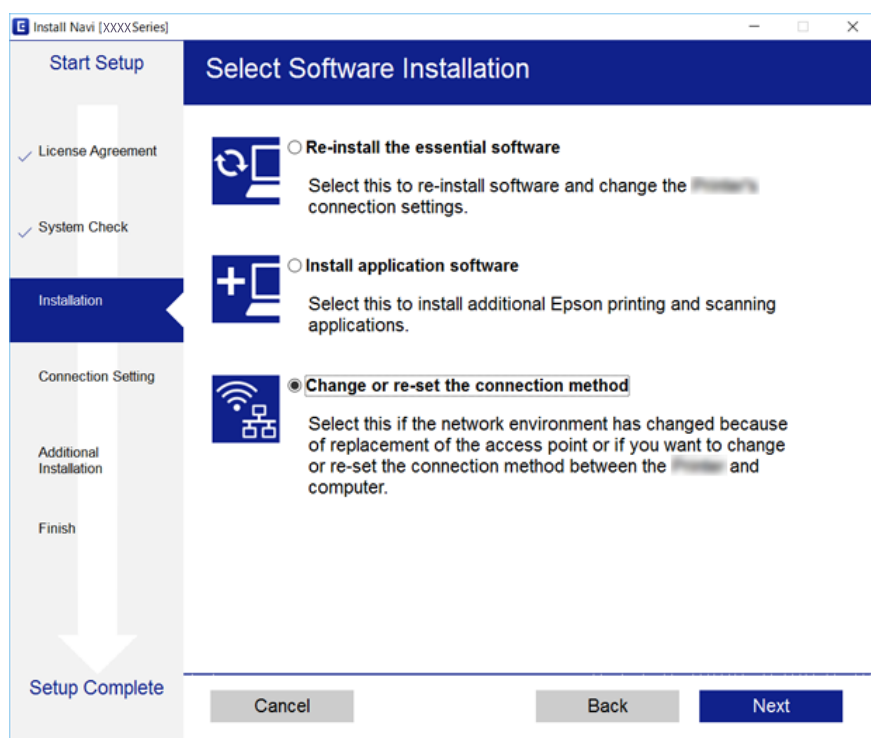 Install Navi [XXXX Series]
Start Setup
License Agreement
System Check
Installation
Connection Setting
Additional
Installation
Finish
Setup Complete
Select Software Installation
Re-install the essential software
Select this to re-install software and change the
connection settings.
Install application software
Select this to install additional Epson printing and scanning
applications.
Change or re-set the connection method
Select this if the network environment has changed because
of replacement of the access point or if you want to change
or re-set the connection method between the and
computer.
Cancel
Back
Next